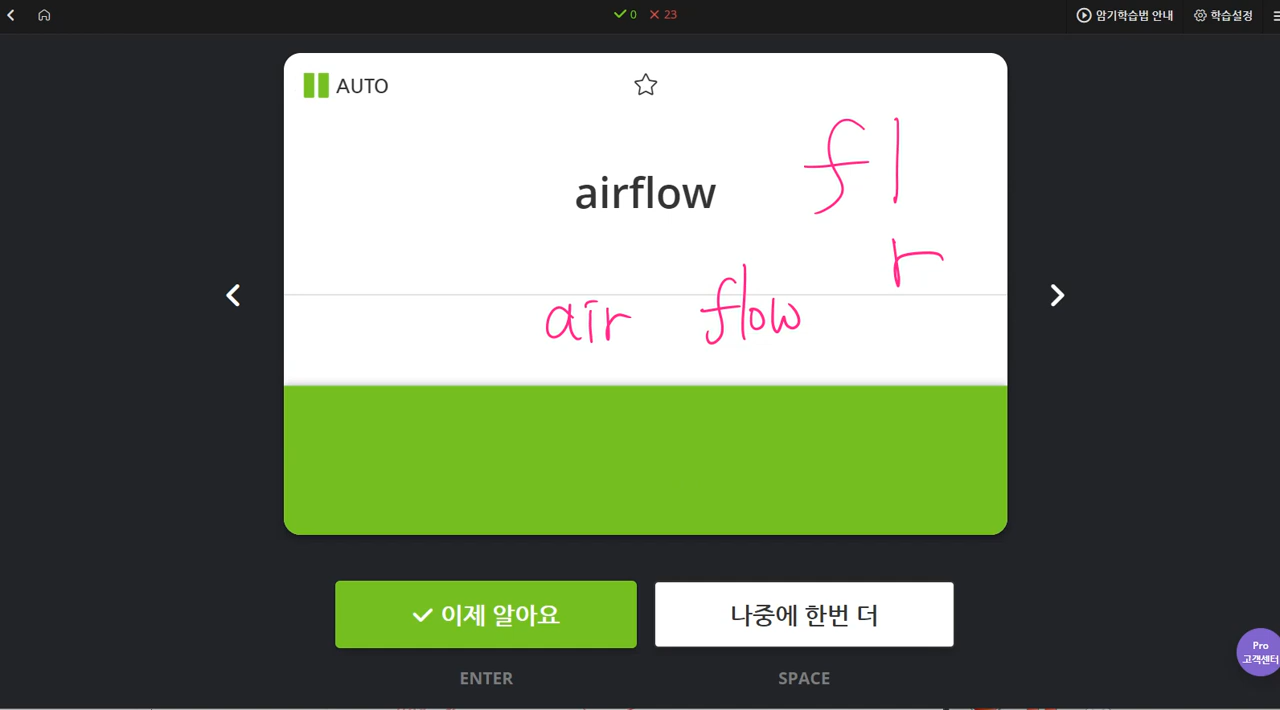 0 23 암기학습법 안내 학습설정
AUTO
fl
airflow
r
air flow
이제 알아요 나중에 한번 더
ENTER SPACE
Pro
고객센터